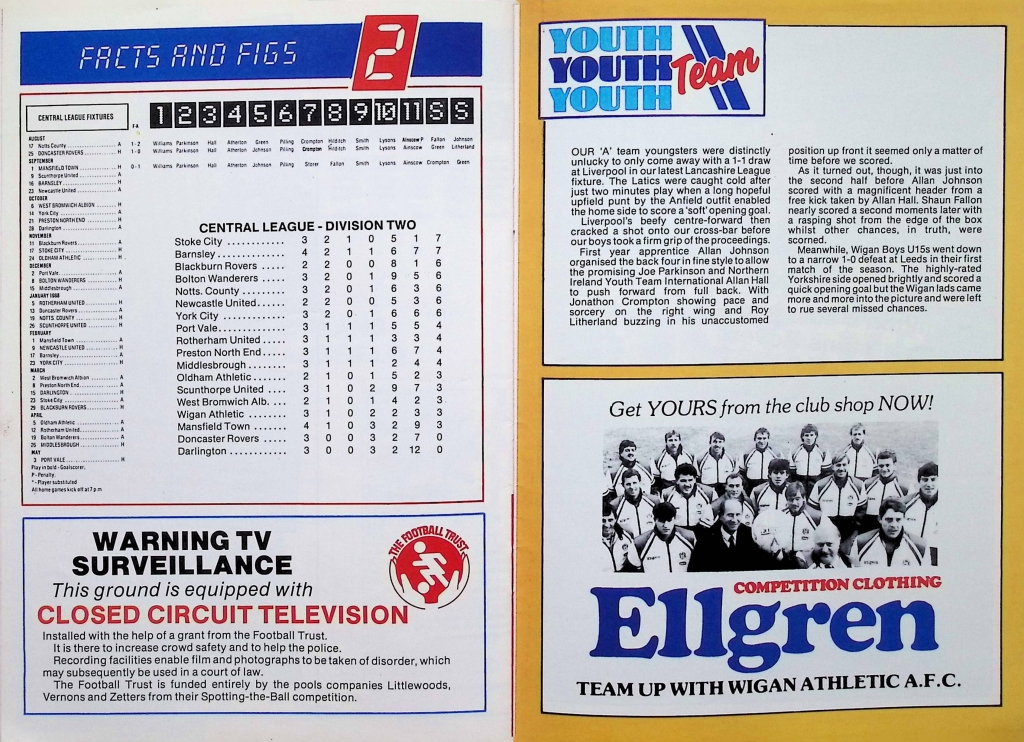 FACTS AND FIGS
2
CENTRAL LEAGUE FIXTURES
FA
1 2 3 4 5 6 7 8 9 10 11 S S
AUGUST
17 Notts County A 1-2 Williams Parkinson Hall Atherton Green Piling Crompton Hilditch Smith Lyons Ainscow P Fallon Johnson
25 DONCASTER ROVERS H 1-0 Williams Parkinson Hall Atherton Johnson Piling Crompton Hilditch Smith Lyons Ainscow Green Litherland
SEPTEMBER
1 MANSFIELD TOWN H 0-1 Williams Parkinson Hall Atherton Johnson Piling Storer Fallon Smith Lyons Ainscow Crompton Green
9 Scunthorpe United A
16 BARNSLEY H
23 Newcastle United A
OCTOBER
6 WEST BROMWICH ALBION H
14 York City A
21 PRESTON NORTH END H
28 Darlington A
NOVEMBER
11 Blackburn Rovers A
17 STOKE CITY H
24 OLDHAM ATHLETIC H
DECEMBER
2 Port Vale A
8 BOLTON WANDERERS H
15 Middlesbrough A
JANUARY 1988
5 ROTHERHAM UNITED H
13 Doncaster Rovers A
19 NOTTS COUNTY H
26 SCUNTHORPE UNITED H
FEBRUARY
1 Mansfield Town A
9 NEWCASTLE UNITED H
17 Barnsley A
23 YORK CITY H
MARCH
2 West Bromwich Albion A
8 Preston North End A
15 DARLINGTON H
23 Stoke City A
29 BLACKBURN ROVERS H
APRIL
5 Oldham Athletic A
12 Rotherham United A
19 Bolton Wanderers A
26 MIDDLESBROUGH H
MAY
3 PORT VALE H
Play in bold - Goalscorer,
P - Penalty
* - Player substituted
All home games kick off at 7 p.m.
CENTRAL LEAGUE - DIVISION TWO
Stoke City ............ 3 2 1 0 5 1 7
Barnsley ............... 4 2 1 1 6 7 7
Blackburn Rovers ..... 2 2 0 0 8 1 6
Bolton Wanderers .... 3 2 0 1 9 5 6
Notts. County ......... 3 2 0 1 6 3 6
Newcastle United...... 2 2 0 0 5 3 6
York City .............. 3 2 0 1 6 6 6
Port Vale............... 3 1 1 1 5 5 4
Rotherham United .... 3 1 1 1 3 3 4
Preston North End..... 3 1 1 1 6 7 4
Middlesbrough ........ 3 1 1 1 2 4 4
Oldham Athletic ....... 2 1 0 1 5 2 3
Scunthorpe United .... 3 1 0 2 9 7 3
West Bromwich Alb. ... 2 1 0 1 4 2 3
Wigan Athletic ........ 3 1 0 2 2 3 3
Mansfield Town ....... 4 1 0 3 2 9 3
Doncaster Rovers ..... 3 0 0 3 2 7 0
Darlington ............ 3 0 0 3 2 12 0
WARNING TV
SURVEILLANCE
This ground is equipped with
CLOSED CIRCUIT TELEVISION
THE FOOTBALL TRUST
Installed with the help of a grant from the Football Trust.
It is there to increase crowd safety and to help the police.
Recording facilities enable film and photographs to be taken of disorder, which
may subsequently be used in a court of law.
The Football Trust is funded entirely by the pools companies Littlewoods,
Vernons and Zetters from their Spotting-the-Ball competition.
YOUTH
YOUTH
YOUTH
Team
OUR 'A' team youngsters were distinctly
unlucky to only come away with a 1-1 draw
at Liverpool in our latest Lancashire League
fixture. The Latics were caught cold after
just two minutes play when a long hopeful
upfield punt by the Anfield outfit enabled
the home side to score a 'soft' opening goal.
Liverpool's beefy centre-forward then
cracked a shot onto our cross-bar before
our boys took a firm grip of the proceedings.
First year apprentice Allan Johnson
organised the back four in fine style to allow
the promising Joe Parkinson and Northern
Ireland Youth Team International Allan Hall
to push forward from full back. With
Jonathon Crompton showing pace and
sorcery on the right wing and Roy
Litherland buzzing in his unaccustomed
position up front it seemed only a matter of
time before we scored.
As it turned out, though, it was just into
the second half before Allan Johnson
scored with a magnificent header from a
free kick taken by Allan Hall. Shaun Fallon
nearly scored a second moments later with
a rasping shot from the edge of the box
whilst other chances, in truth, were
scorned.
Meanwhile, Wigan Boys U15s went down
to a narrow 1-0 defeat at Leeds in their first
match of the season. The highly-rated
Yorkshire side opened brightly and scored a
quick opening goal but the Wigan lads came
more and more into the picture and were left
to rue several missed chances.
Get YOURS from the club shop NOW!
COMPETITION CLOTHING
Ellgren
TEAM UP WITH WIGAN ATHLETIC A.F.C.